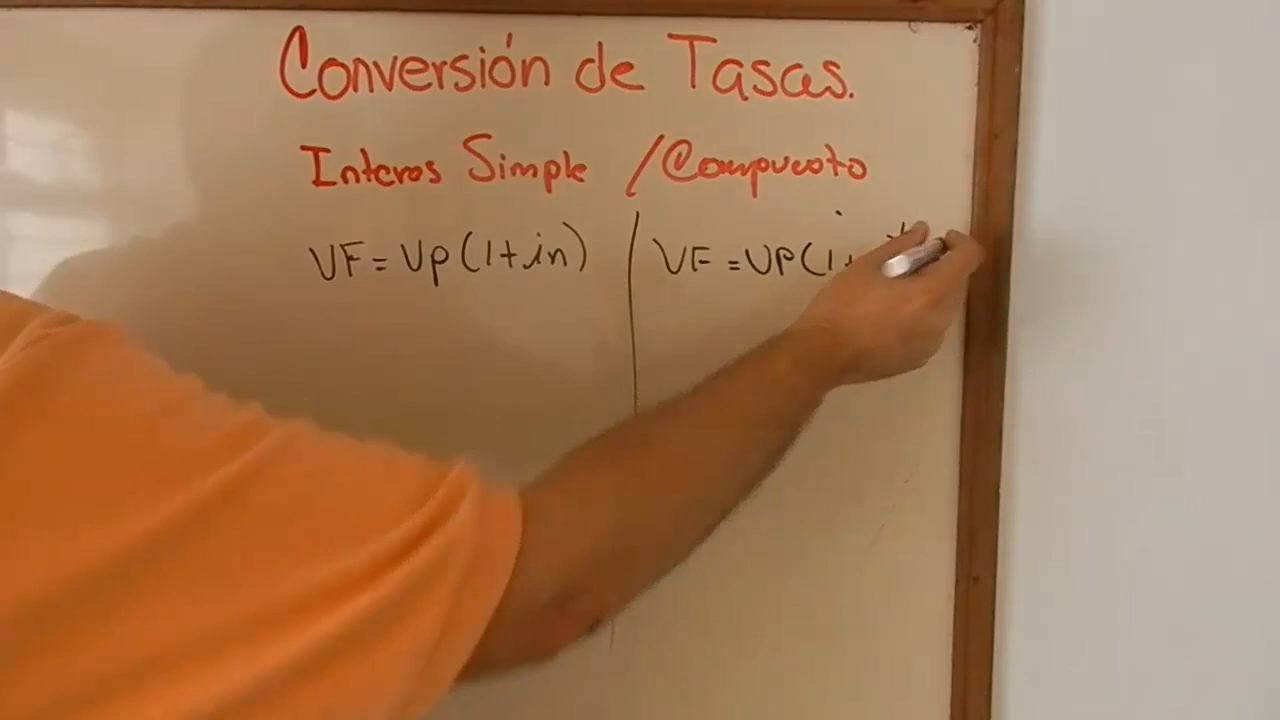 Conversión de Tasas.
Interes Simple / Compuesto
VF = Vp (1+in) VF = VP (1+